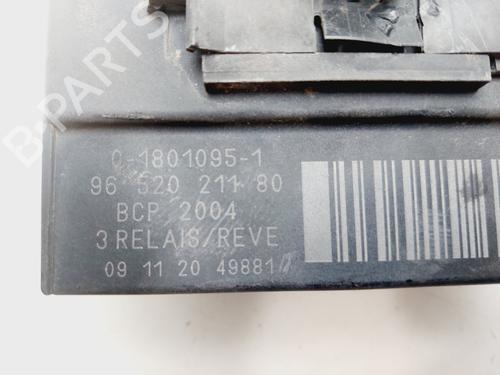 B-PARTS
0-1801095-1
96 520 211 80
BCP 2004
3 RELAIS/REVE
09 11 20 49881